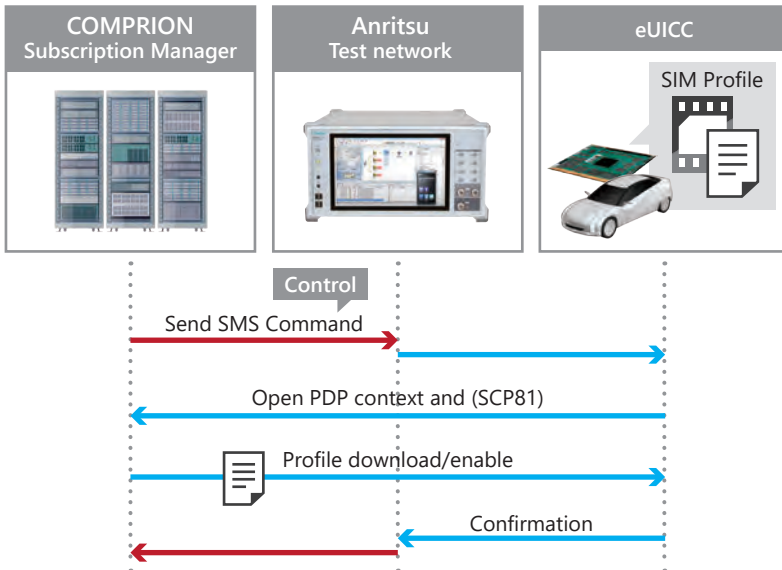 COMPRION
Subscription Manager
Anritsu
Test network
eUICC
SIM Profile
Control
Send SMS Command
Open PDP context and (SCP81)
Profile download/enable
Confirmation